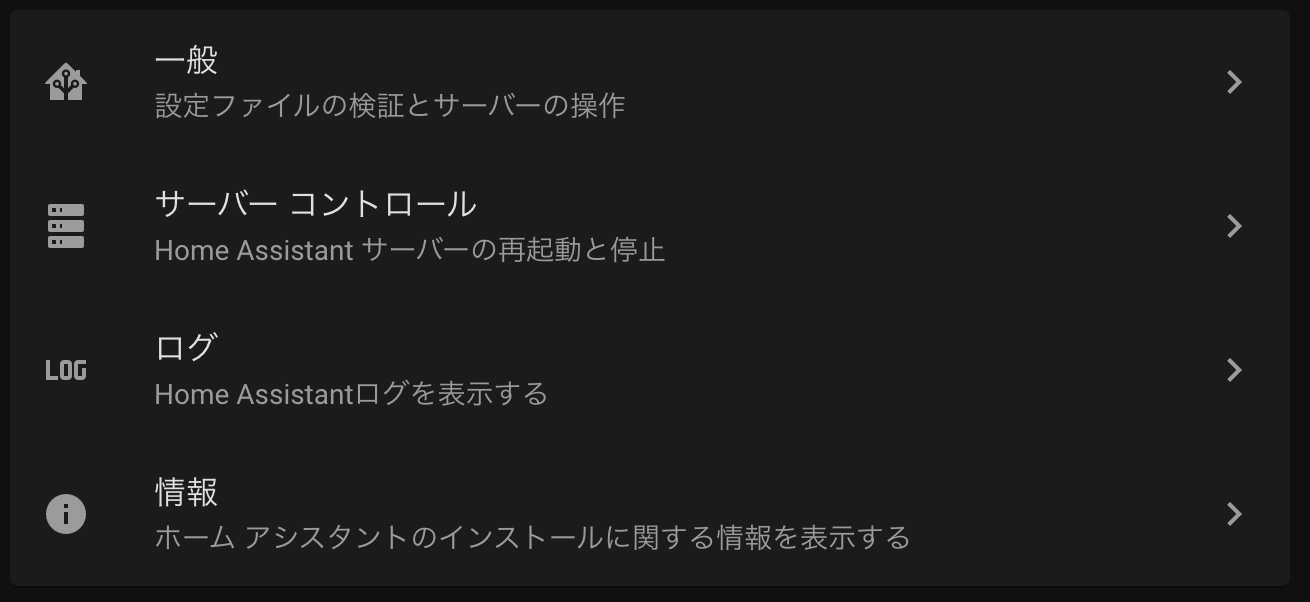 一般
設定ファイルの検証とサーバーの操作
サーバー コントロール
Home Assistant サーバーの再起動と停止
LOG
ログ
Home Assistantログを表示する
情報
ホーム アシスタントのインストールに関する情報を表示する